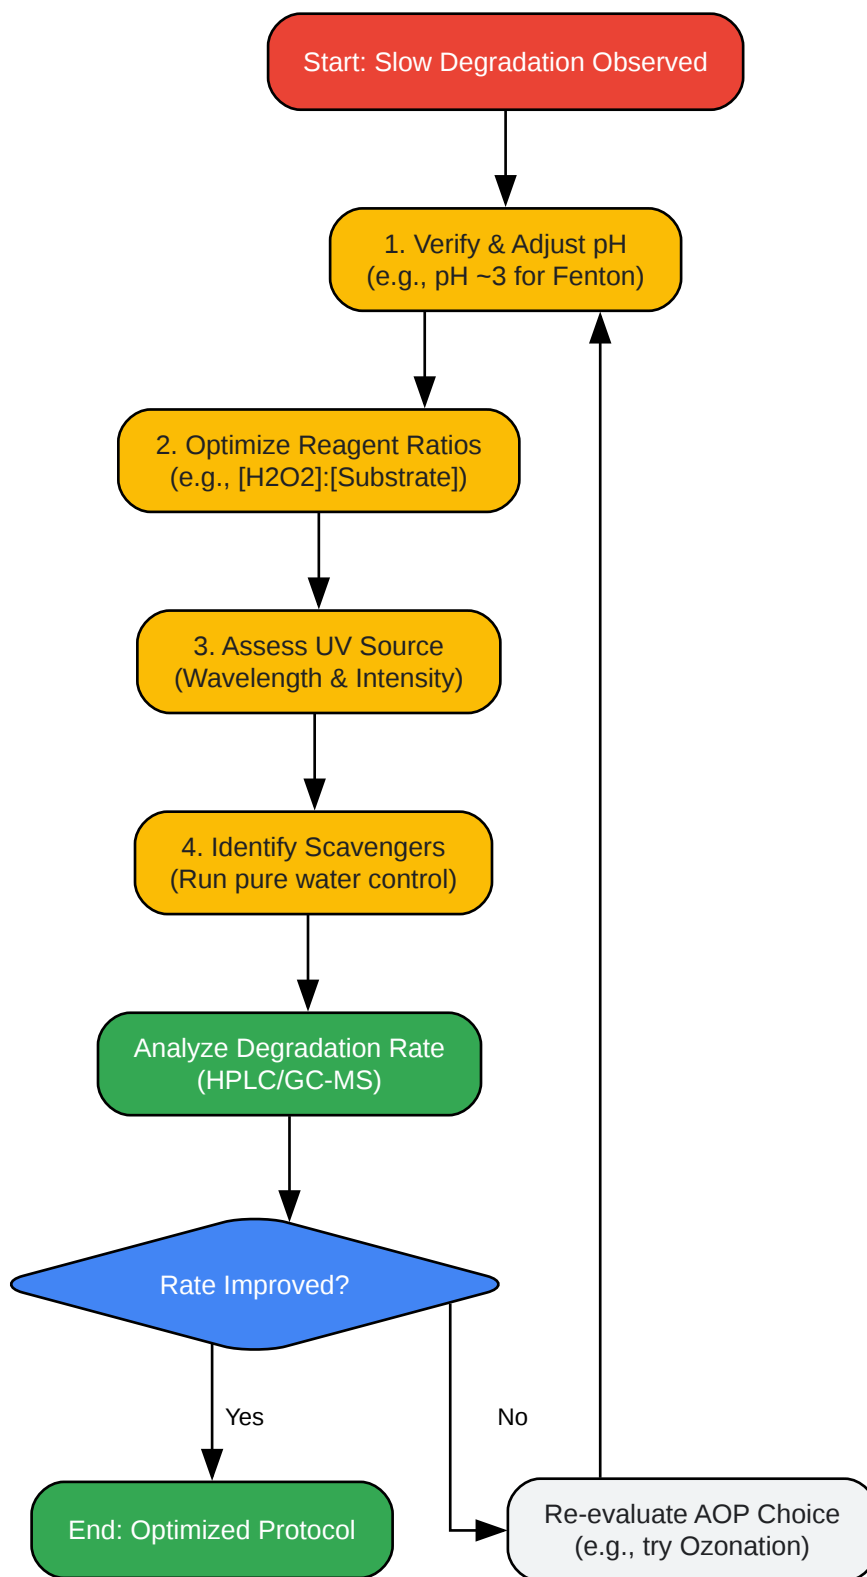 Start: Slow Degradation Observed
1. Verify & Adjust pH
(e.g., pH ~3 for Fenton)
2. Optimize Reagent Ratios
(e.g., [H2O2]:[Substrate])
3. Assess UV Source
(Wavelength & Intensity)
4. Identify Scavengers
(Run pure water control)
Analyze Degradation Rate
(HPLC/GC-MS)
Rate Improved?
Yes
No
End: Optimized Protocol
Re-evaluate AOP Choice
(e.g., try Ozonation)